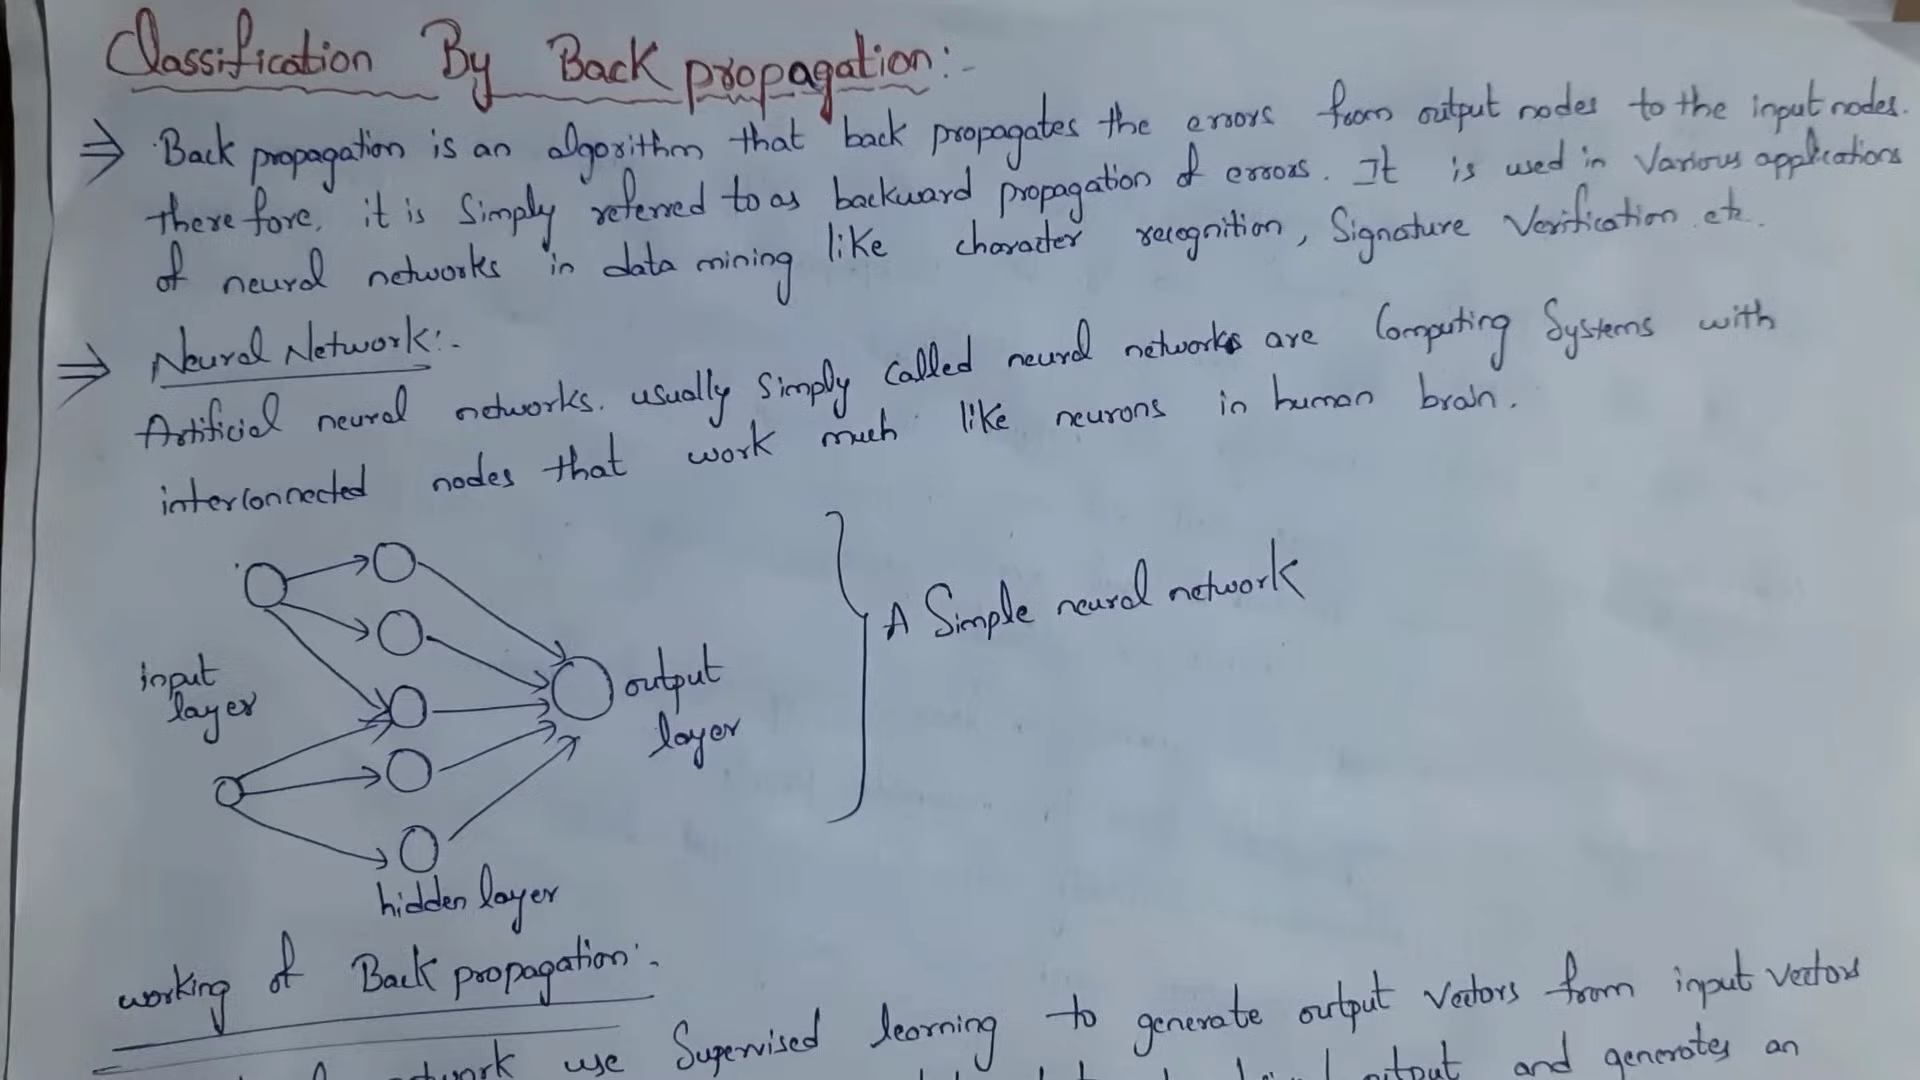 Classification By Back propagation:-
⇒ Back propagation is an algorithm that back propagates the errors from output nodes to the input nodes.
therefore, it is simply referred to as backward propagation of errors. It is used in various applications
of neural networks in data mining like character recognition, Signature Verification etc.
⇒ Neural Network:-
Artificial neural networks. usually simply called neural networks are Computing Systems with
interconnected nodes that work much like neurons in human brain.
input
layer
output
layer
hidden layer
A Simple neural network
working of Back propagation:-
network use Supervised learning to generate output vectors from input vectors
output and generates an